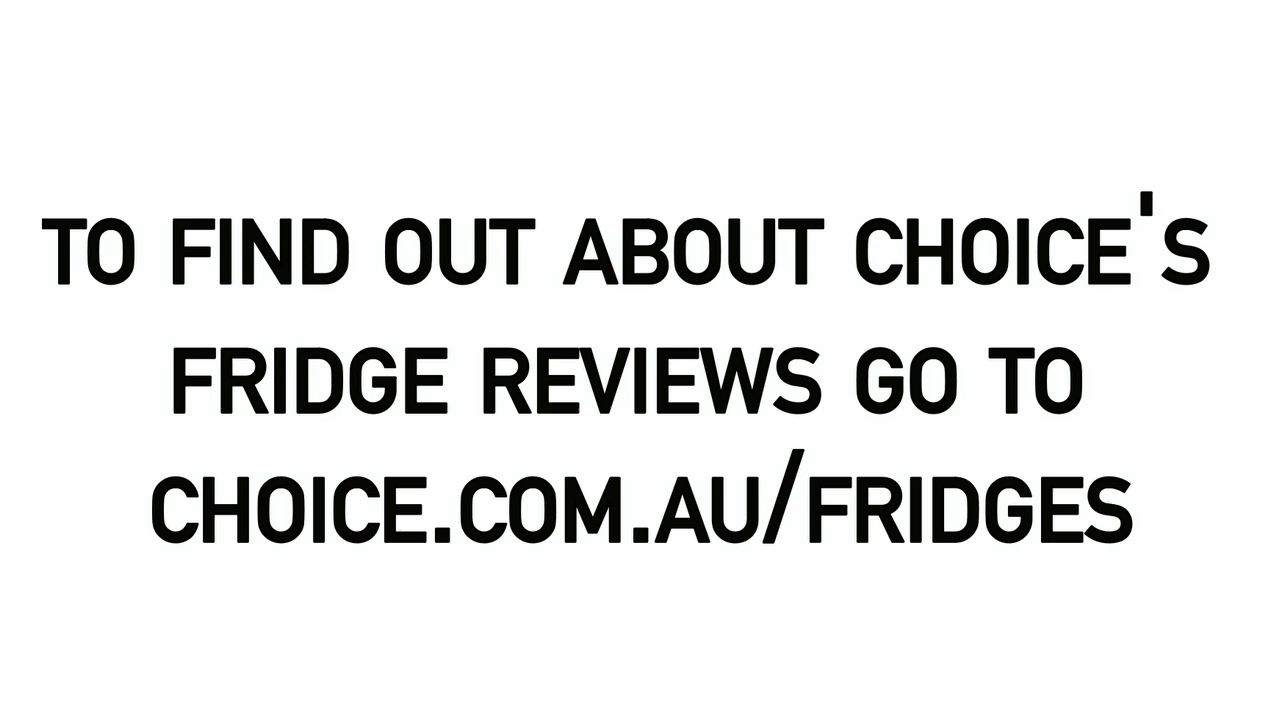 TO FIND OUT ABOUT CHOICE'S
FRIDGE REVIEWS GO TO
CHOICE.COM.AU/FRIDGES